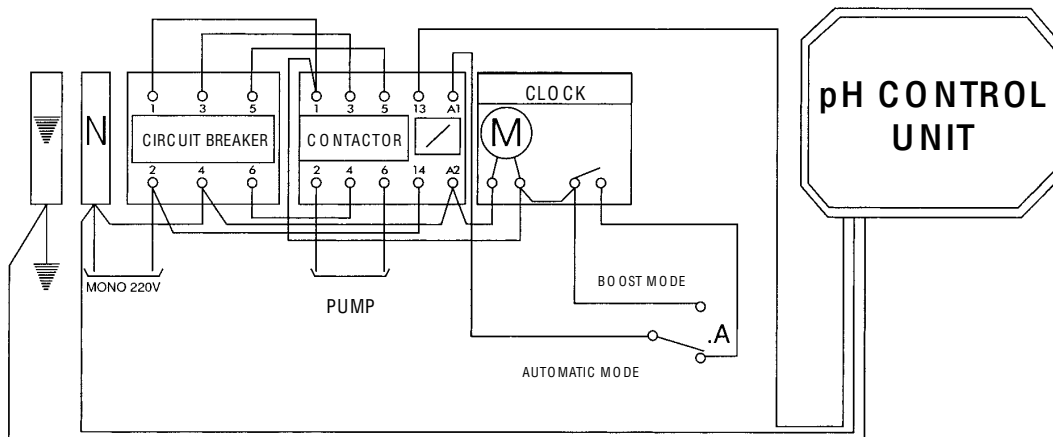 1 3 5 1 3 5 13 A1
N
CIRCUIT BREAKER
CONTACTOR
CLOCK
M
2 4 6 2 4 6 14 A2
MONO 220V
PUMP
BOOST MODE
.A
AUTOMATIC MODE
pH CONTROL
UNIT